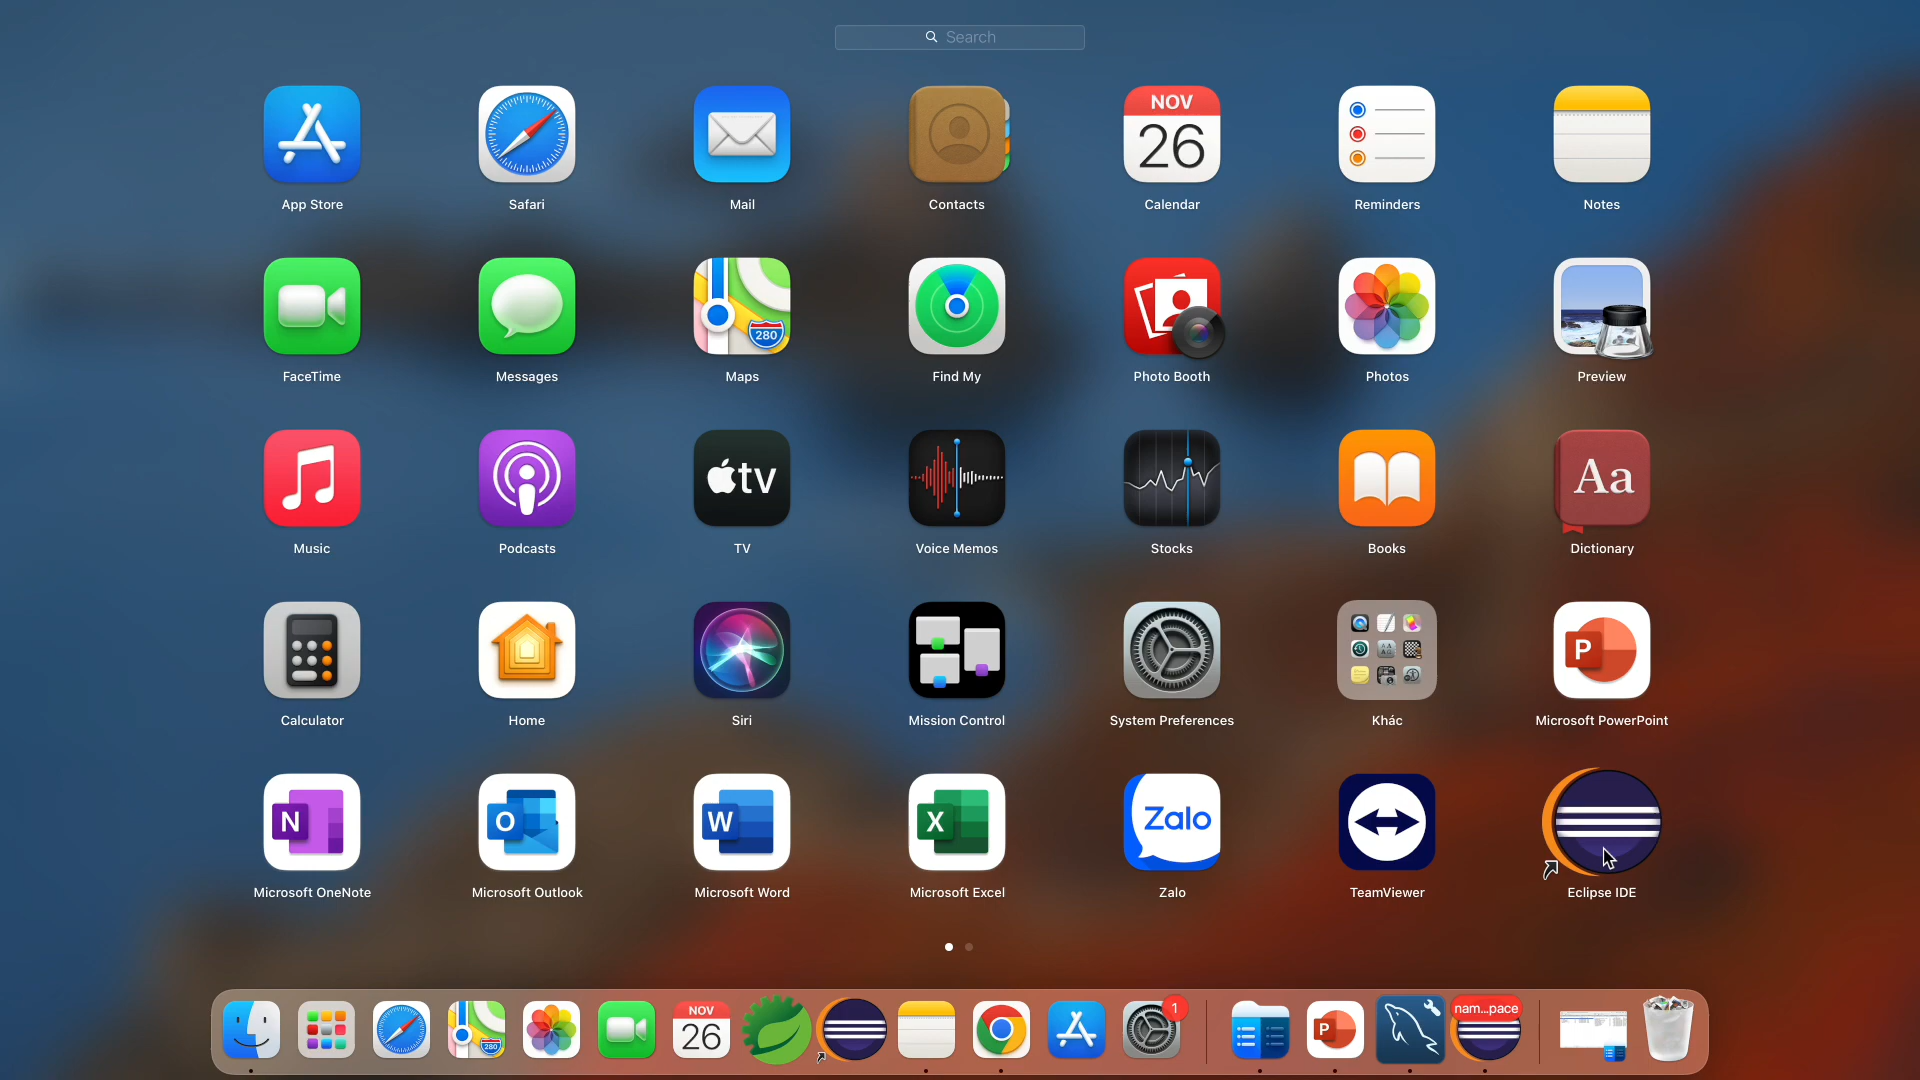 Search
NOV
26
App Store
Safari
Mail
Contacts
Calendar
Reminders
Notes
280
FaceTime
Messages
Maps
Find My
Photo Booth
Photos
Preview
tv
Aa
Music
Podcasts
TV
Voice Memos
Stocks
Books
Dictionary
P
Calculator
Home
Siri
Mission Control
System Preferences
Khác
Microsoft PowerPoint
N
O
W
X
Zalo
Microsoft OneNote
Microsoft Outlook
Microsoft Word
Microsoft Excel
Zalo
TeamViewer
Eclipse IDE
280
NOV
26
1
P
nam...pace